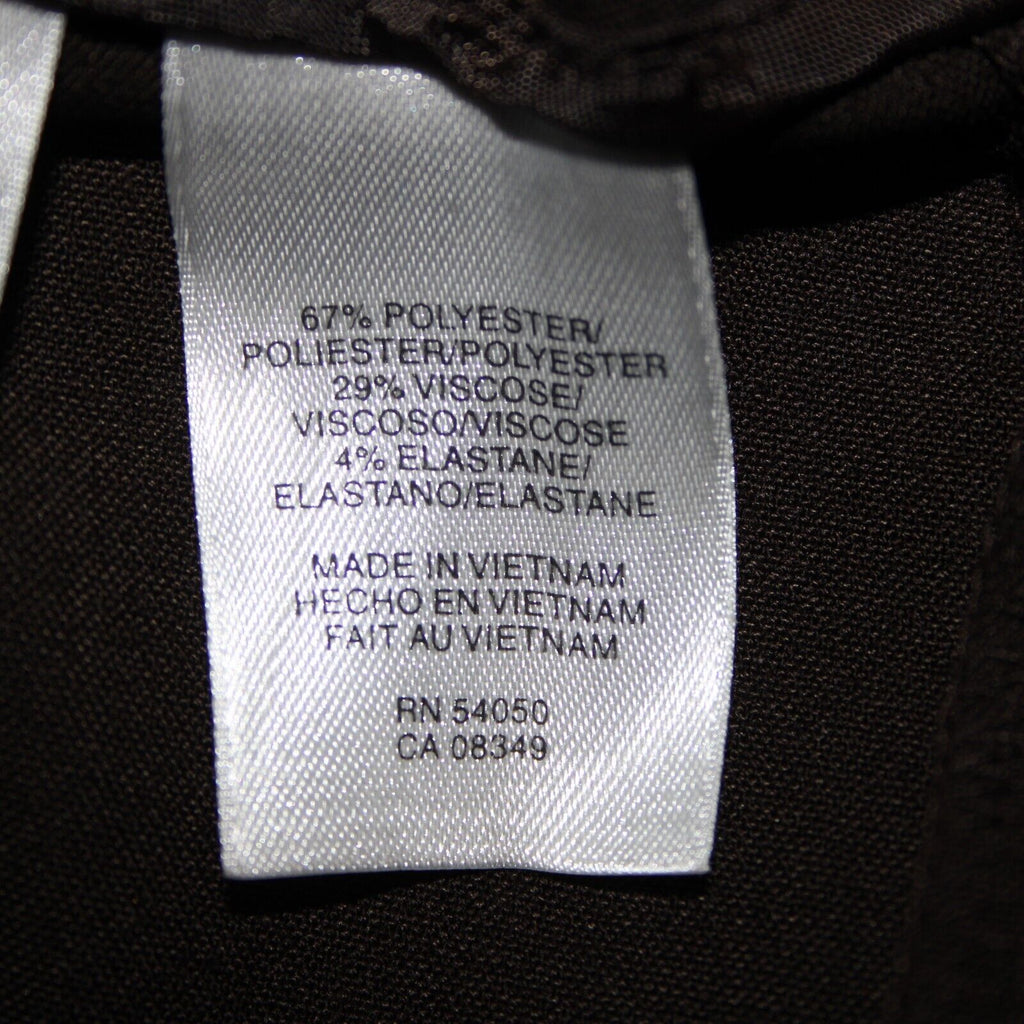 67% POLYESTER/
POLIESTER/POLYESTER
29% VISCOSE/
VISCOSO/VISCOSE
4% ELASTANE/
ELASTANO/ELASTANE
MADE IN VIETNAM
HECHO EN VIETNAM
FAIT AU VIETNAM
RN 54050
CA 08349